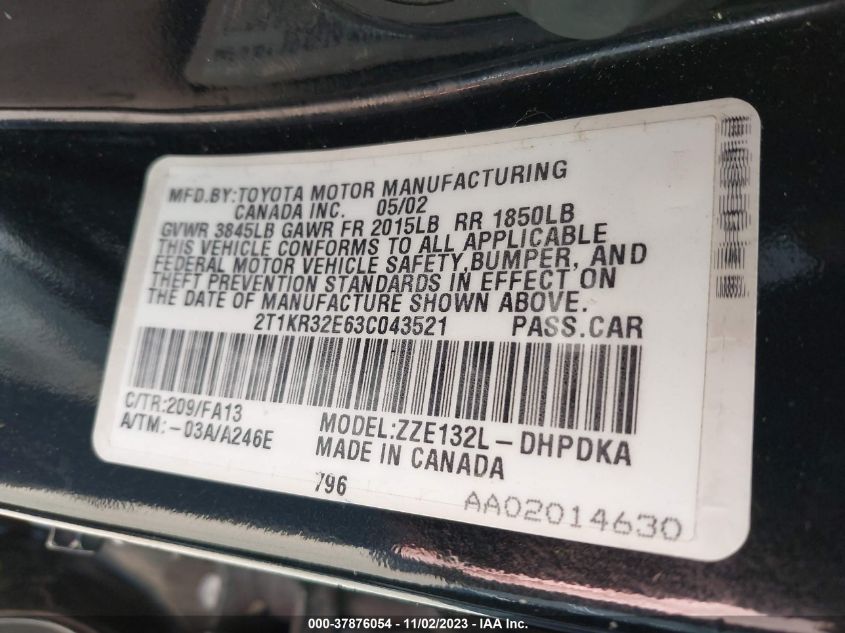 MFD.BY:TOYOTA MOTOR MANUFACTURING
CANADA INC. 05/02
GVWR 3845LB GAWR FR 2015LB RR 1850LB
THIS VEHICLE CONFORMS TO ALL APPLICABLE
FEDERAL MOTOR VEHICLE SAFETY,BUMPER, AND
THEFT PREVENTION STANDARDS IN EFFECT ON
THE DATE OF MANUFACTURE SHOWN ABOVE.
2T1KR32E63C043521 PASS.CAR
C/TR:209/FA13
A/TM:-03A/A246E
MODEL:ZZE132L-DHPDKA
MADE IN CANADA
796
AA02014630
000-37876054 - 11/02/2023 - IAA Inc.